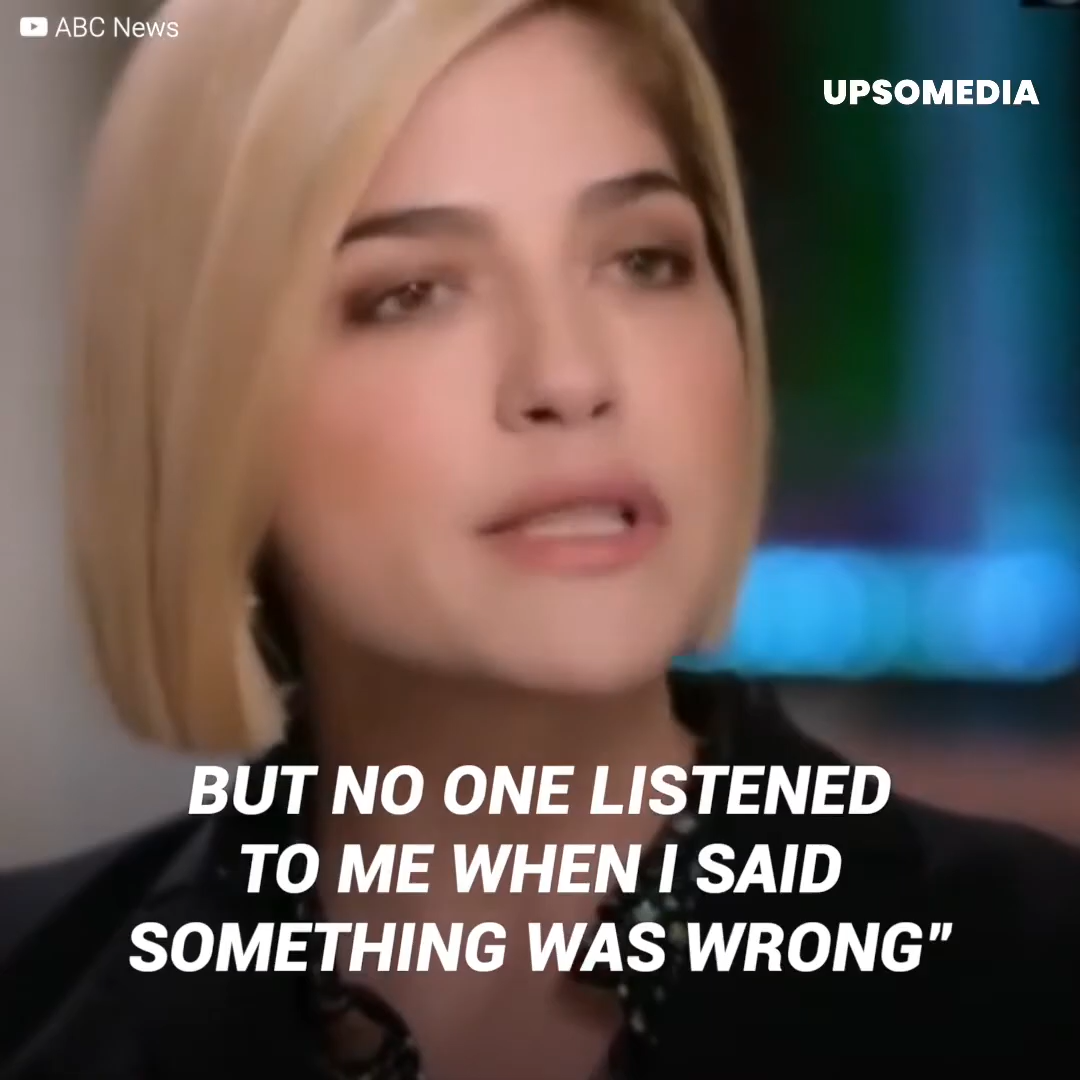 ABC News
UPSOMEDIA
BUT NO ONE LISTENED
TO ME WHEN I SAID
SOMETHING WAS WRONG"